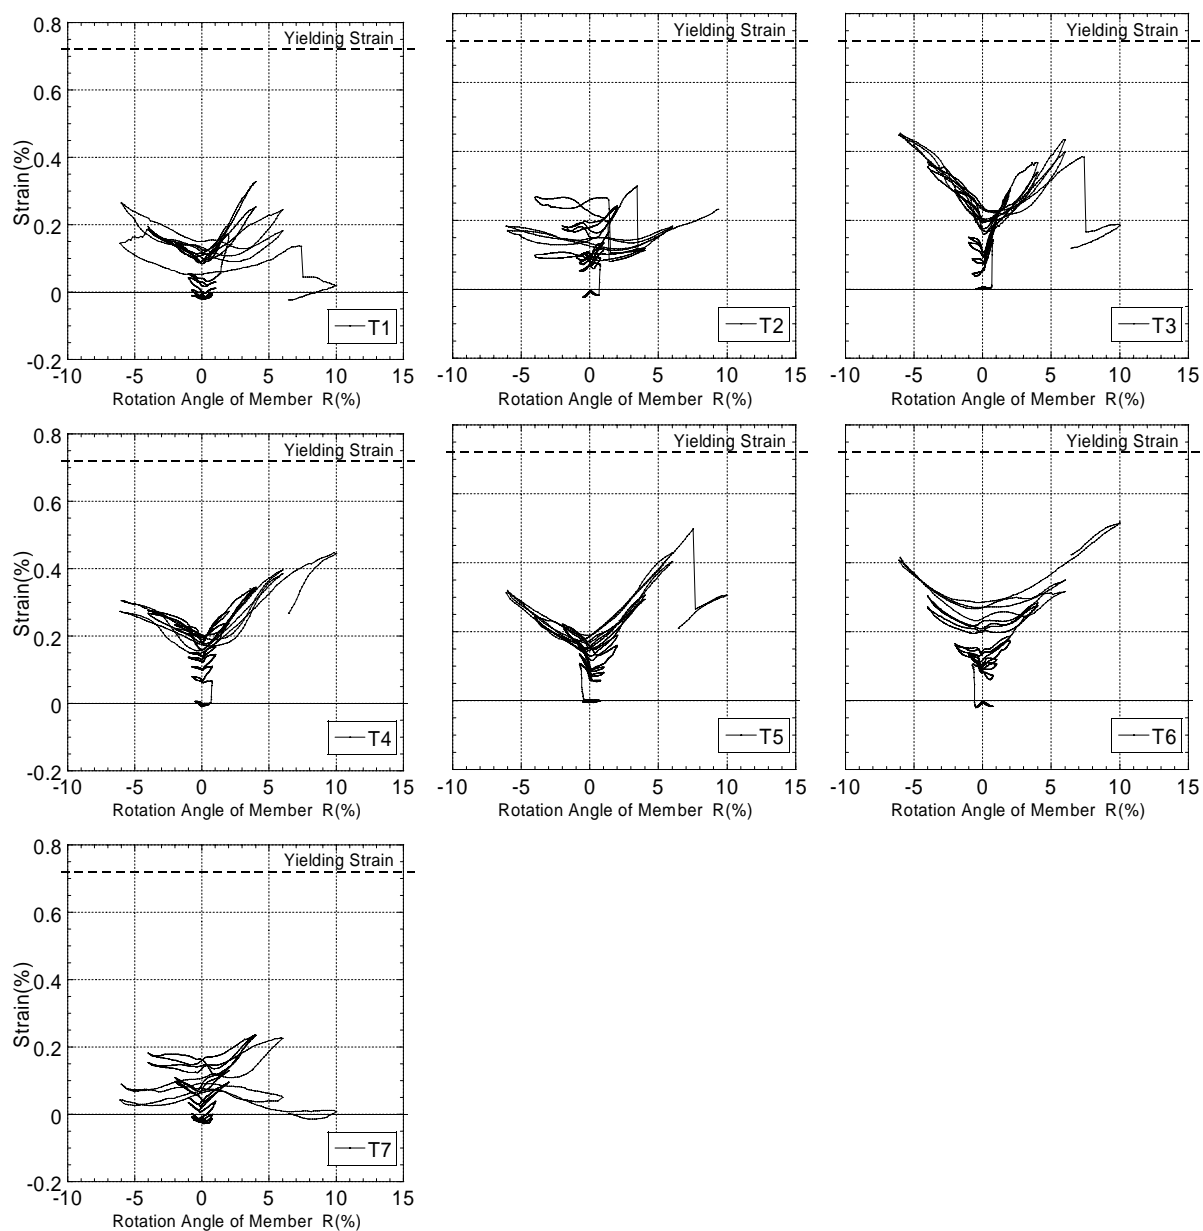 0.8
0.6
0.4
0.2
0
-0.2
Strain(%)
Yielding Strain
T1
-10 -5 0 5 10 15
Rotation Angle of Member R(%)
Yielding Strain
T2
-10 -5 0 5 10 15
Rotation Angle of Member R(%)
Yielding Strain
T3
-10 -5 0 5 10 15
Rotation Angle of Member R(%)
0.8
0.6
0.4
0.2
0
-0.2
Strain(%)
Yielding Strain
T4
-10 -5 0 5 10 15
Rotation Angle of Member R(%)
Yielding Strain
T5
-10 -5 0 5 10 15
Rotation Angle of Member R(%)
Yielding Strain
T6
-10 -5 0 5 10 15
Rotation Angle of Member R(%)
0.8
0.6
0.4
0.2
0
-0.2
Strain(%)
Yielding Strain
T7
-10 -5 0 5 10 15
Rotation Angle of Member R(%)